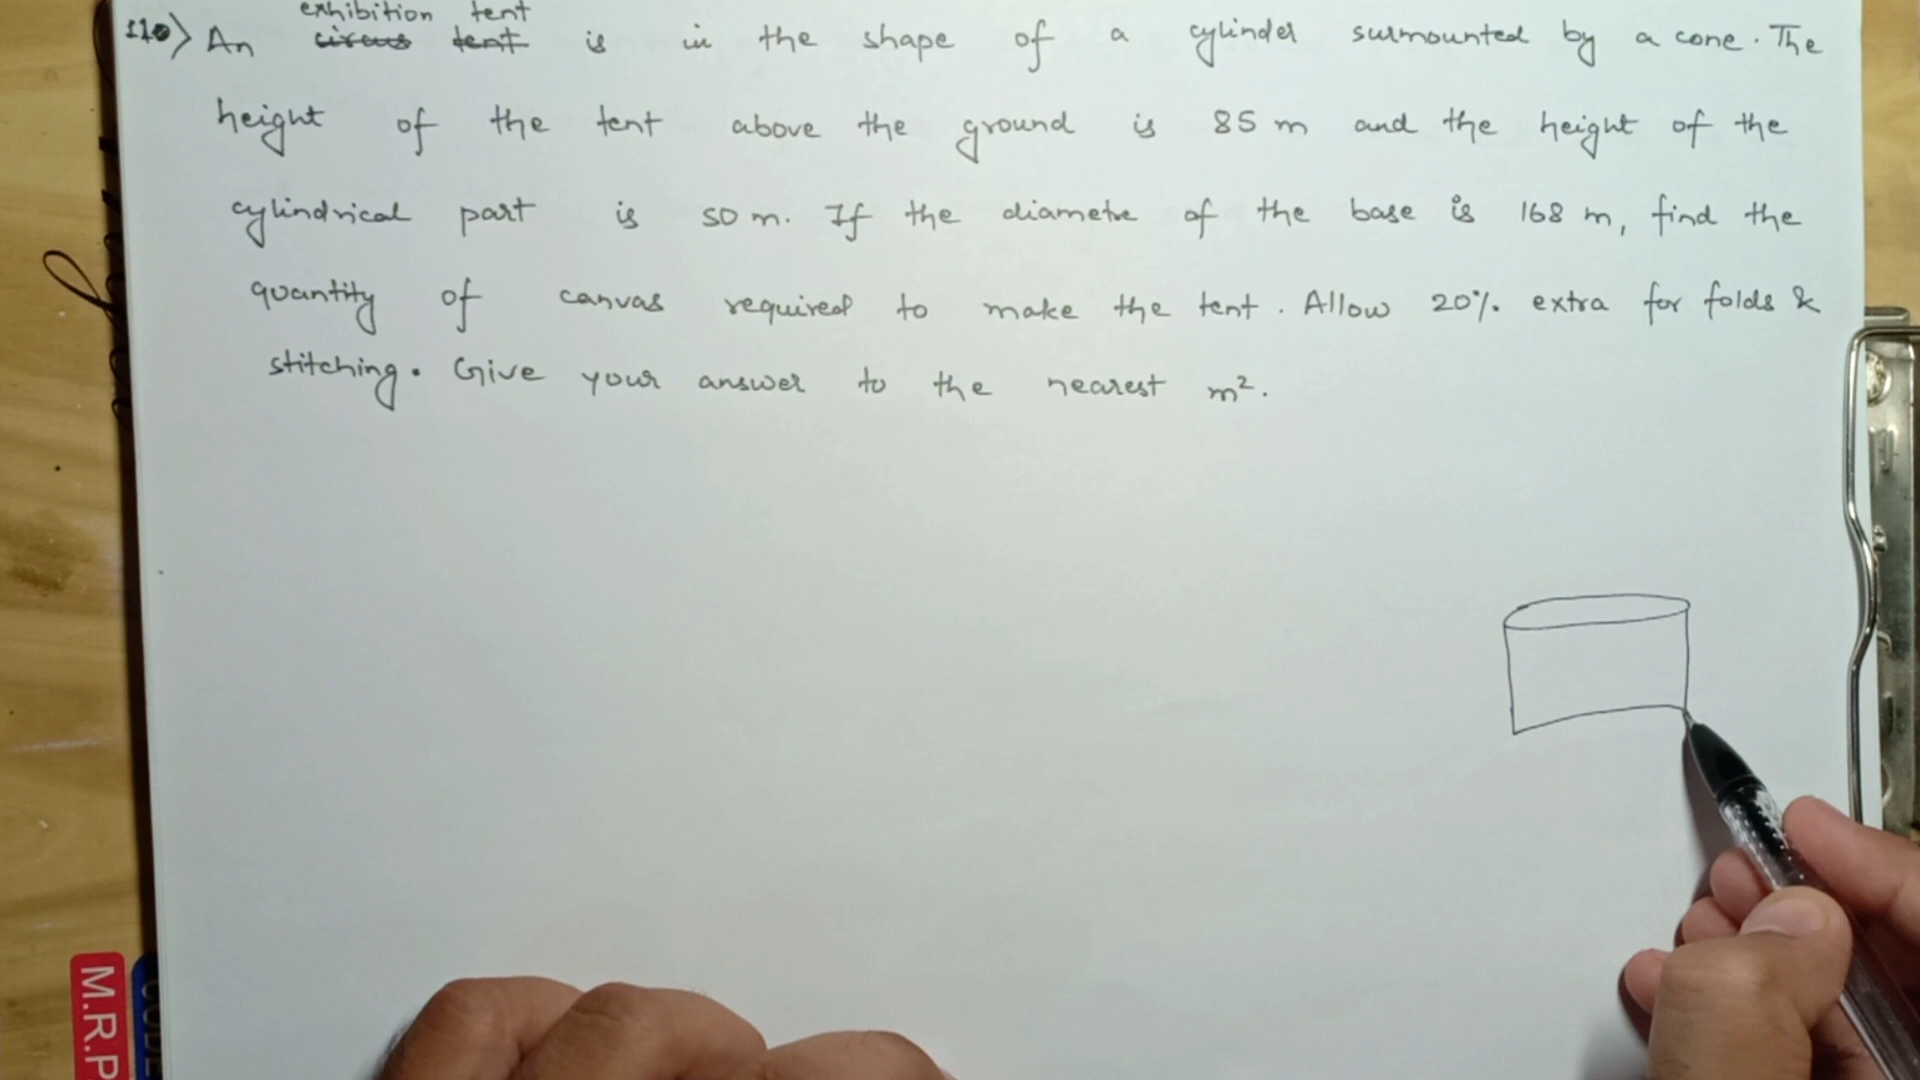 exhibition tent
110) An circus tent is in the shape of a cylinder surmounted by a cone. The
height of the tent above the ground is 85 m and the height of the
cylindrical part is 50 m. If the diametre of the base is 168 m, find the
quantity of canvas required to make the tent. Allow 20% extra for folds &
stitching. Give your answer to the nearest m².
M.R.P
CODE